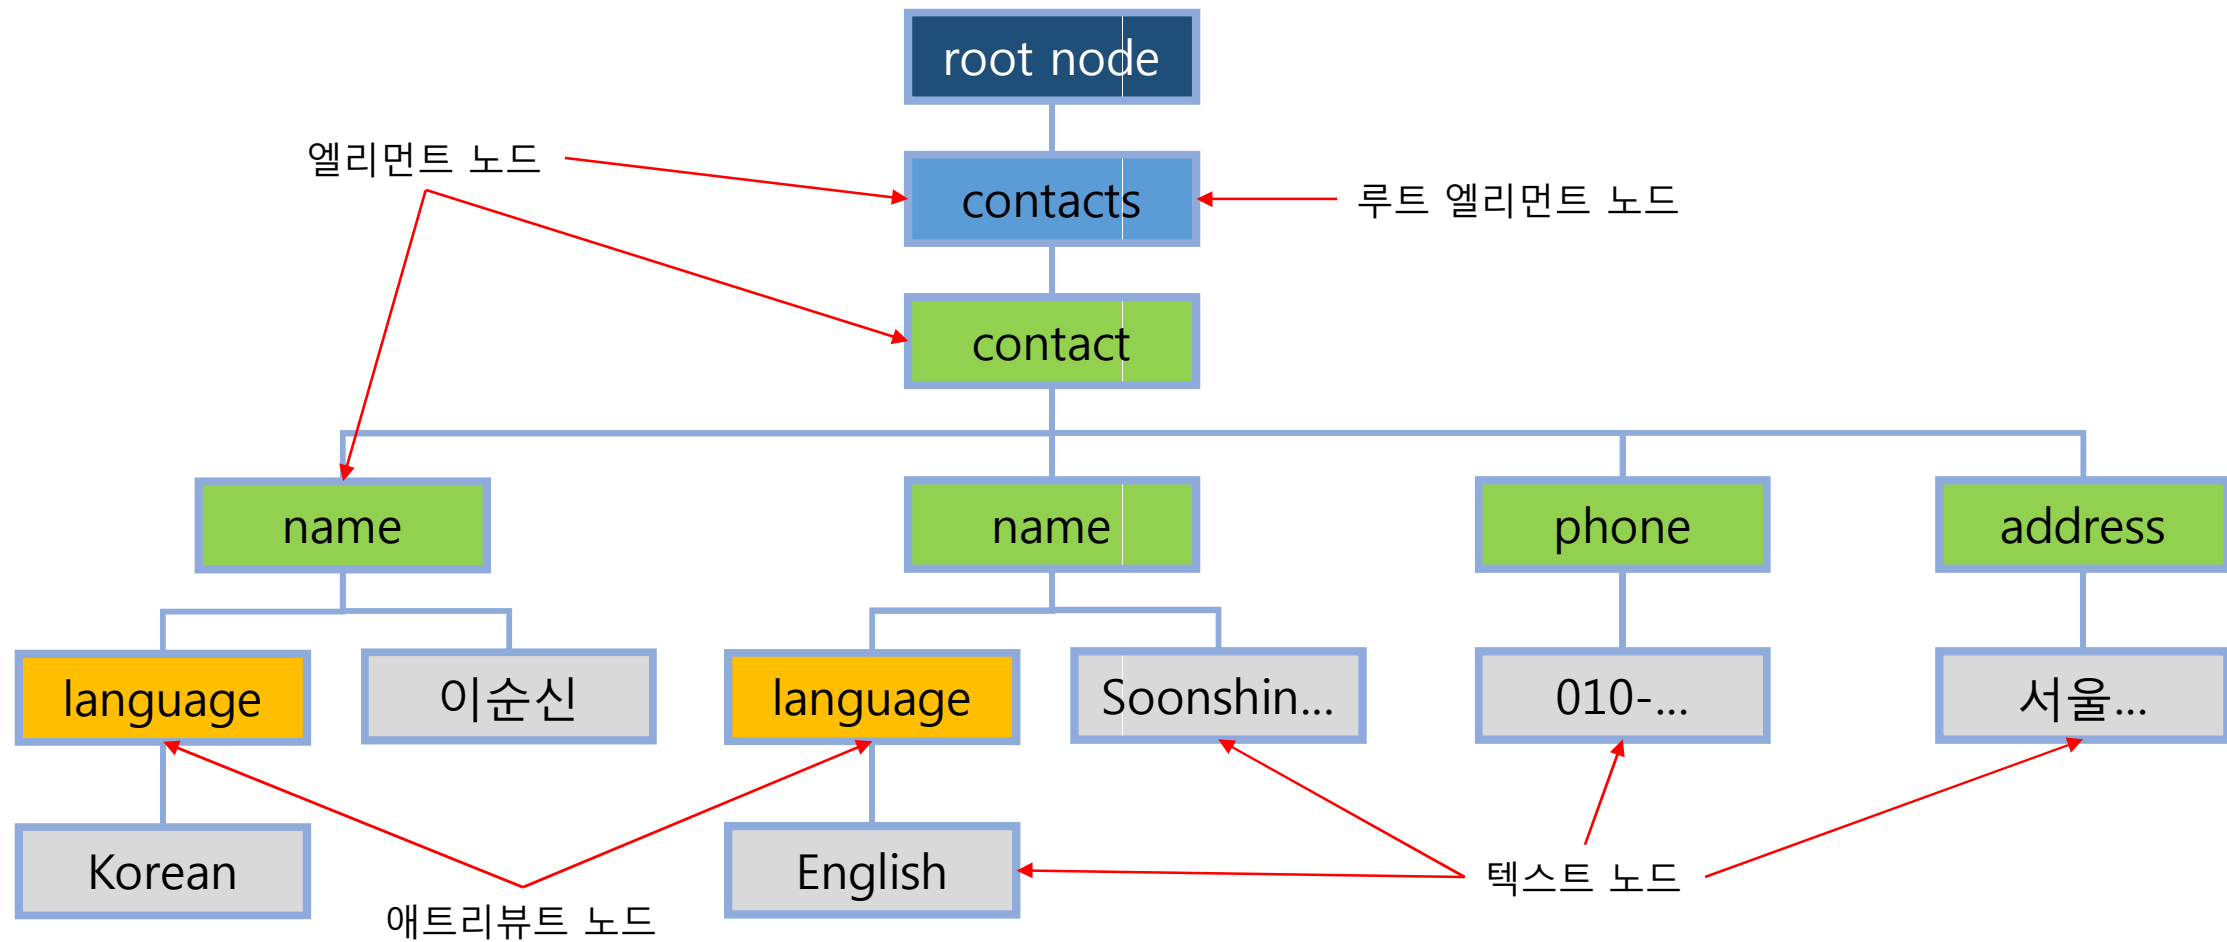 root node
엘리먼트 노드
contacts
루트 엘리먼트 노드
contact
name
name
phone
address
language
이순신
language
Soonshin...
010-...
서울...
Korean
English
텍스트 노드
애트리뷰트 노드